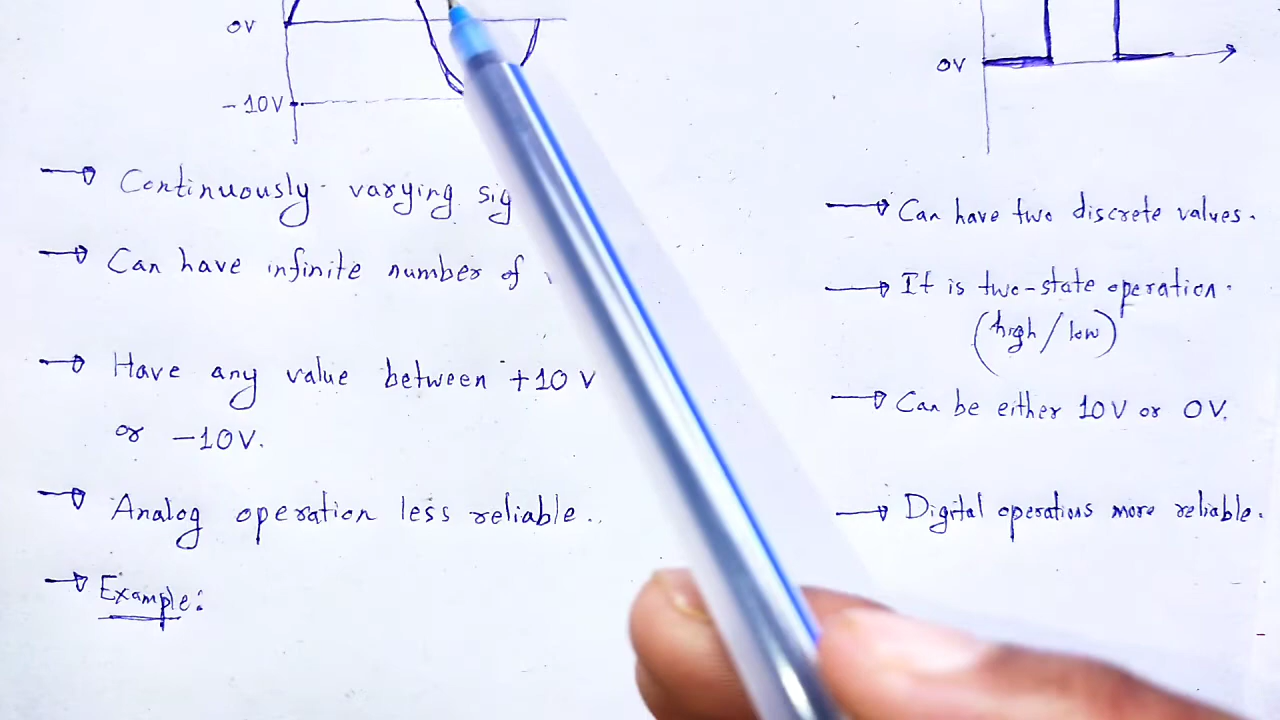 0V
-10V
→ Continuously varying sig
→ Can have infinite number of
→ Have any value between +10 V
or -10V.
→ Analog operation less reliable..
→ Example:
0V
→ Can have two discrete values.
→ It is two-state operation.
(high/low)
→ Can be either 10V or 0V.
→ Digital operations more reliable.